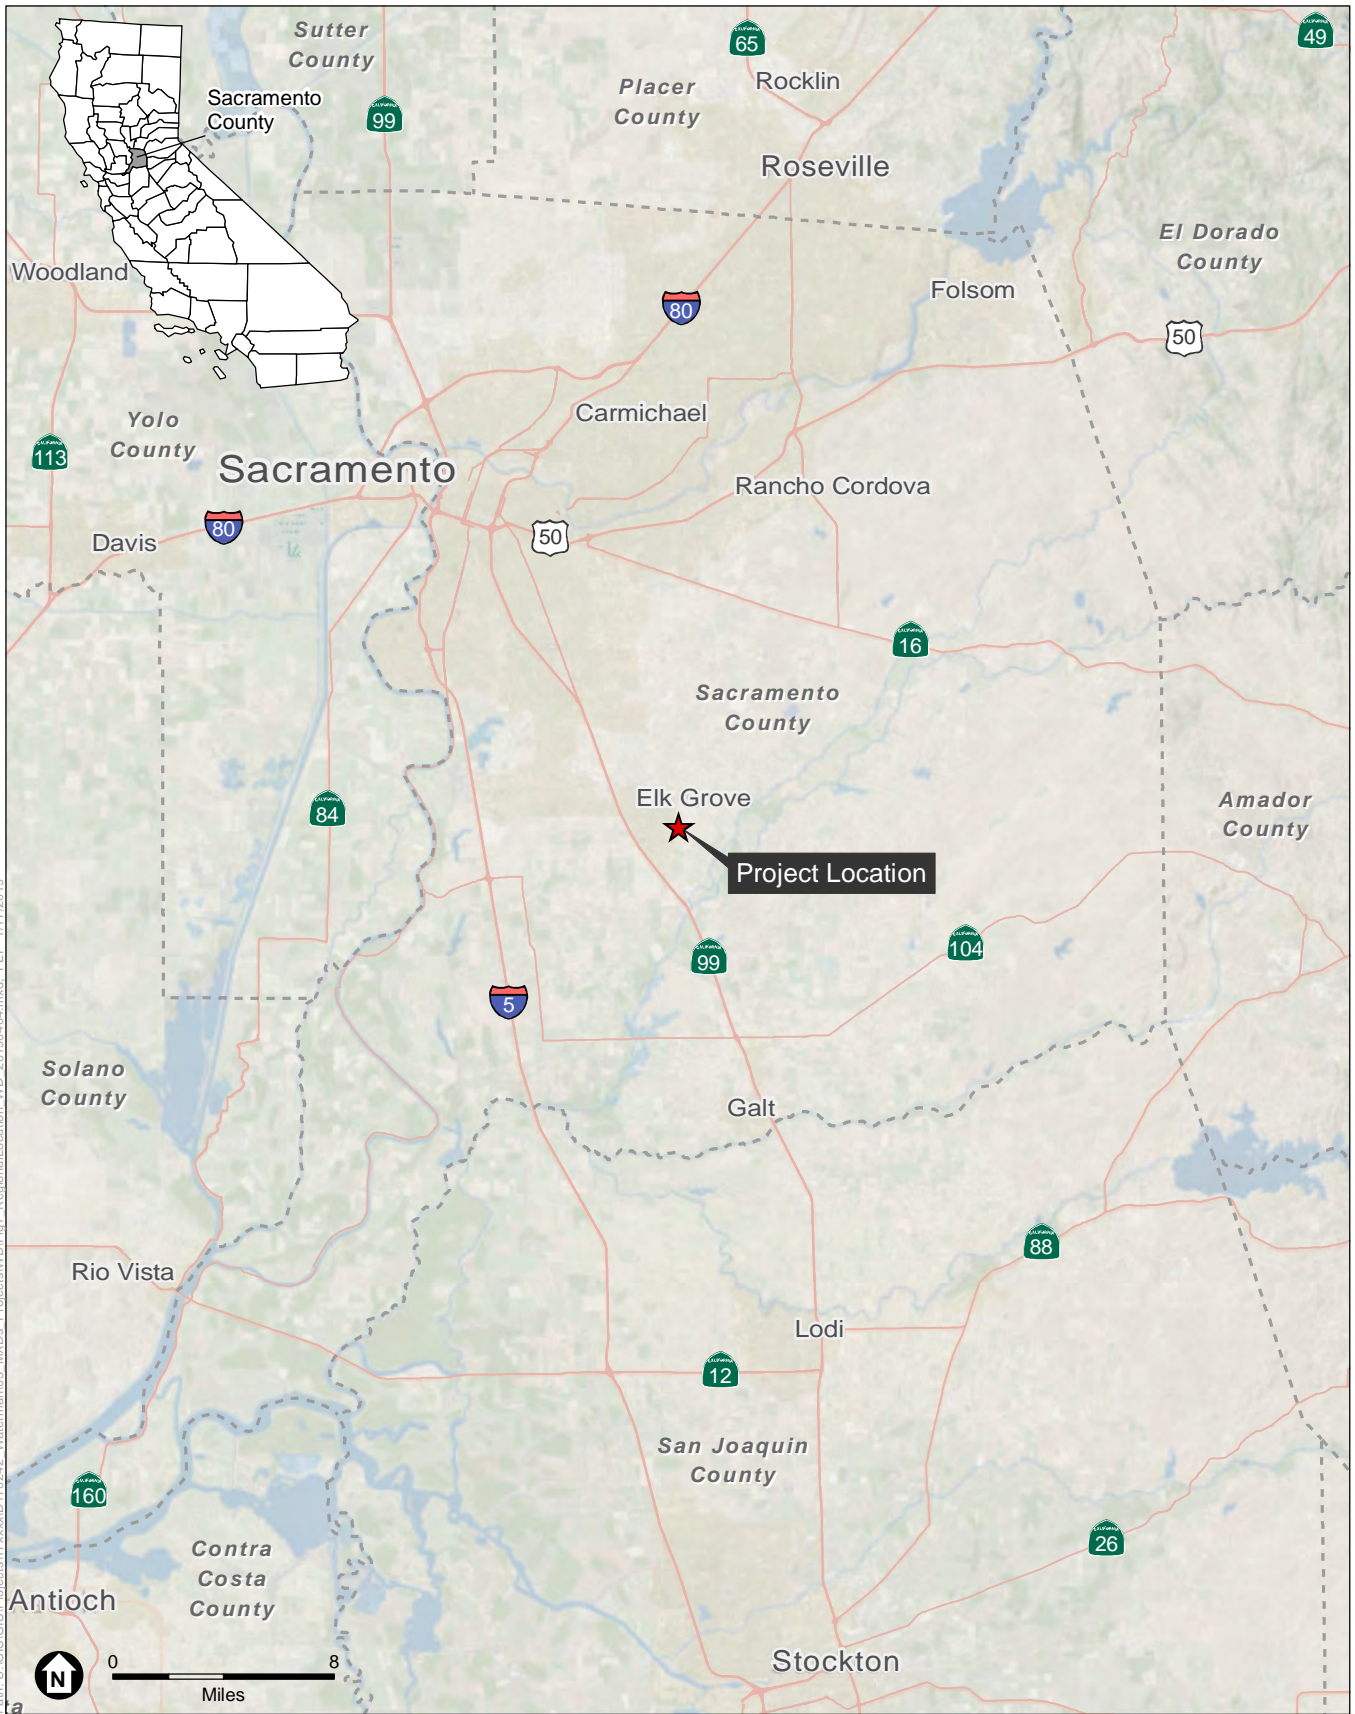 Sutter
County
65
49
Rocklin
Placer
County
Sacramento
County
CALIFORNIA
99
Roseville
El Dorado
County
Woodland
Folsom
80
50
Carmichael
Yolo
County
113
Sacramento
Rancho Cordova
80
50
Davis
16
Sacramento
County
Elk Grove
84
Amador
County
Project Location
99
104
5
Solano
County
Galt
88
Rio Vista
Lodi
12
San Joaquin
County
160
26
Contra
Costa
County
Antioch
Stockton
N
0 8
Miles